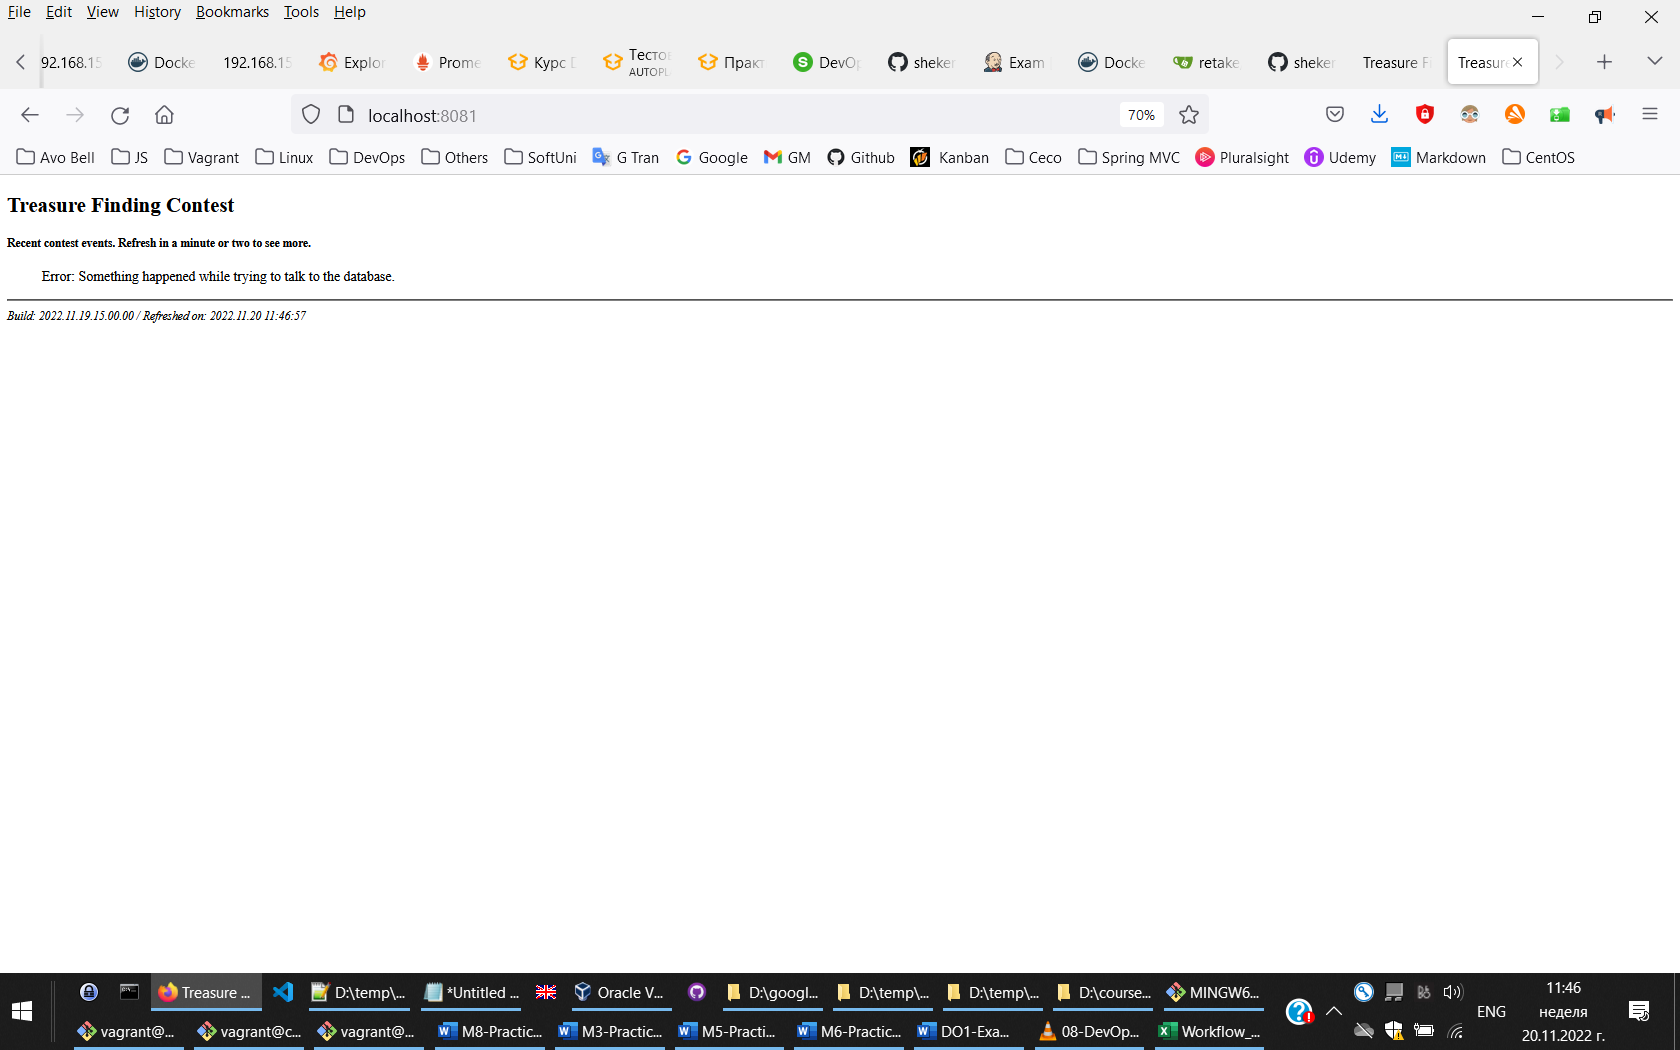 File Edit View History Bookmarks Tools Help
92.168.15 Docke 192.168.15 Explor Prome Курс D Тестов AUTOPL Практ DevOp sheker Exam Docke retake sheker Treasure Fi Treasure
localhost:8081 70%
Avo Bell JS Vagrant Linux DevOps Others SoftUni G Tran Google GM Github Kanban Ceco Spring MVC Pluralsight Udemy Markdown CentOS
Treasure Finding Contest
Recent contest events. Refresh in a minute or two to see more.
Error: Something happened while trying to talk to the database.
Build: 2022.11.19.15.00.00 / Refreshed on: 2022.11.20 11:46:57
Treasure ... D:\temp\... *Untitled ... Oracle V... D:\googl... D:\temp\... D:\temp\... D:\course... MINGW6...
vagrant@... vagrant@c... vagrant@... M8-Practic... M3-Practic... M5-Practi... M6-Practic... DO1-Exa... 08-DevOp... Workflow_...
ENG
11:46
неделя
20.11.2022 г.